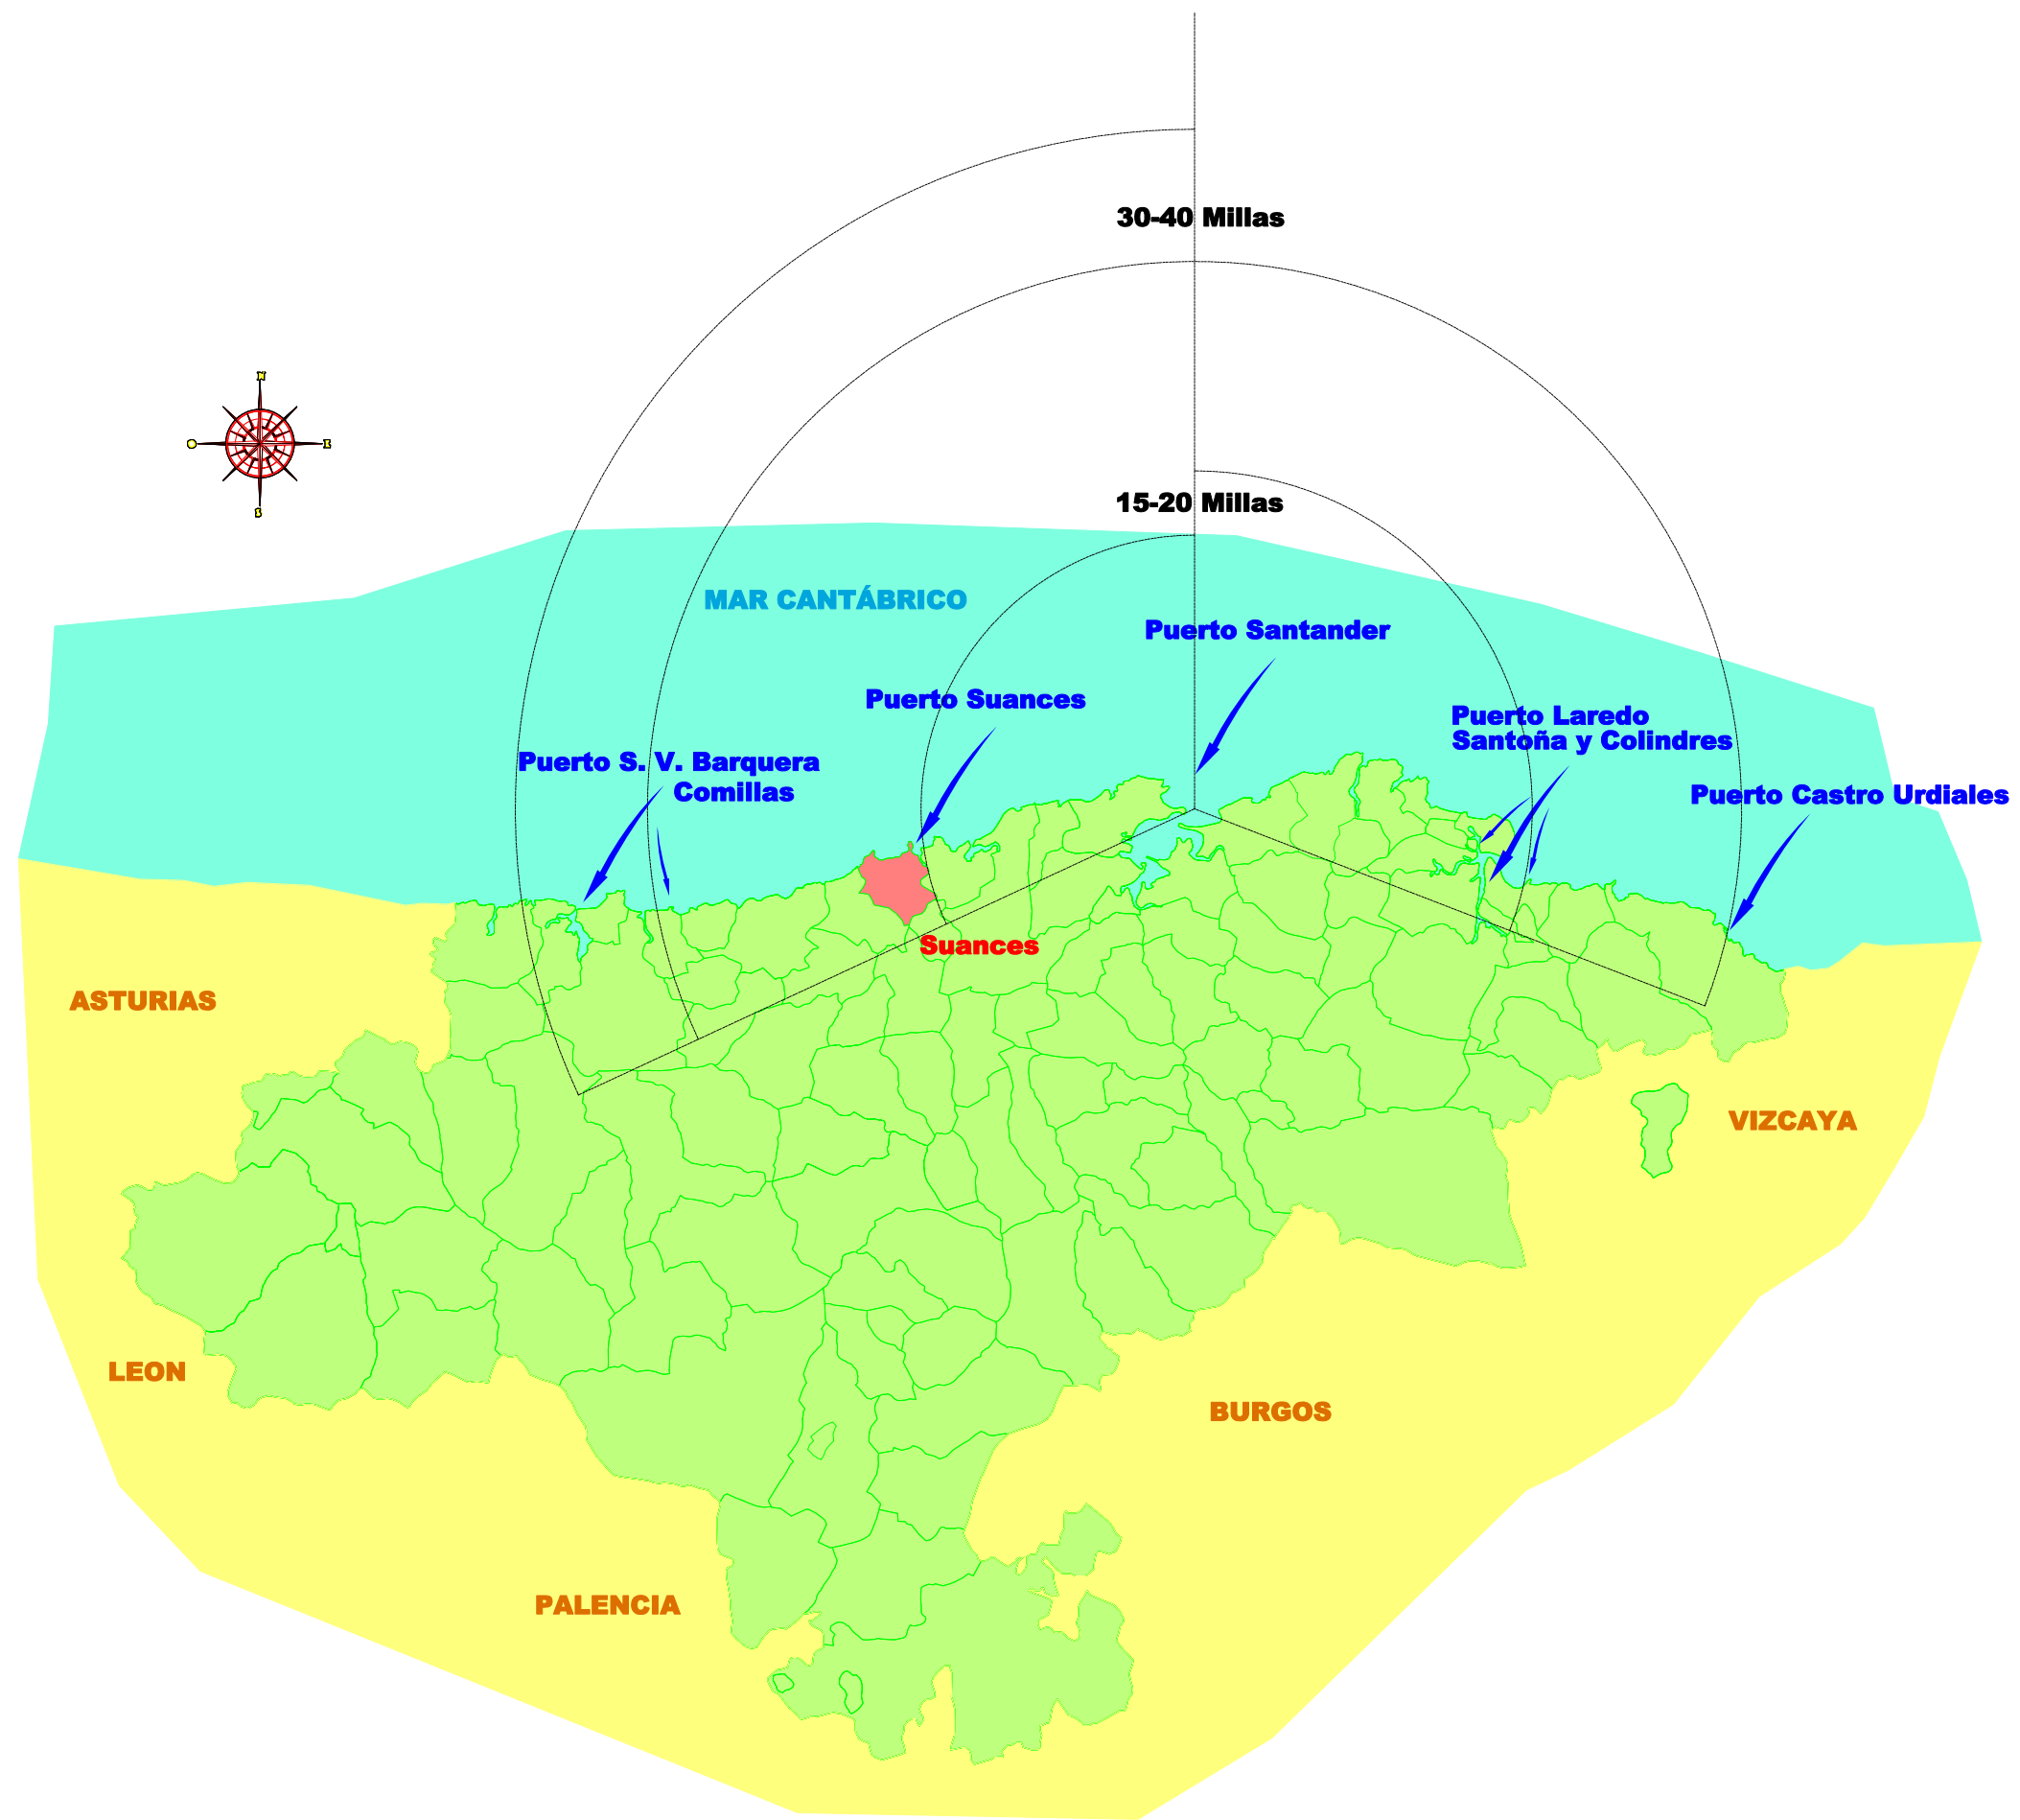 30-40 Millas
N
O
E
S
15-20 Millas
MAR CANTÁBRICO
Puerto Santander
Puerto Suances
Puerto Laredo
Santoña y Colindres
Puerto S. V. Barquera
Comillas
Puerto Castro Urdiales
Suances
ASTURIAS
VIZCAYA
LEON
BURGOS
PALENCIA